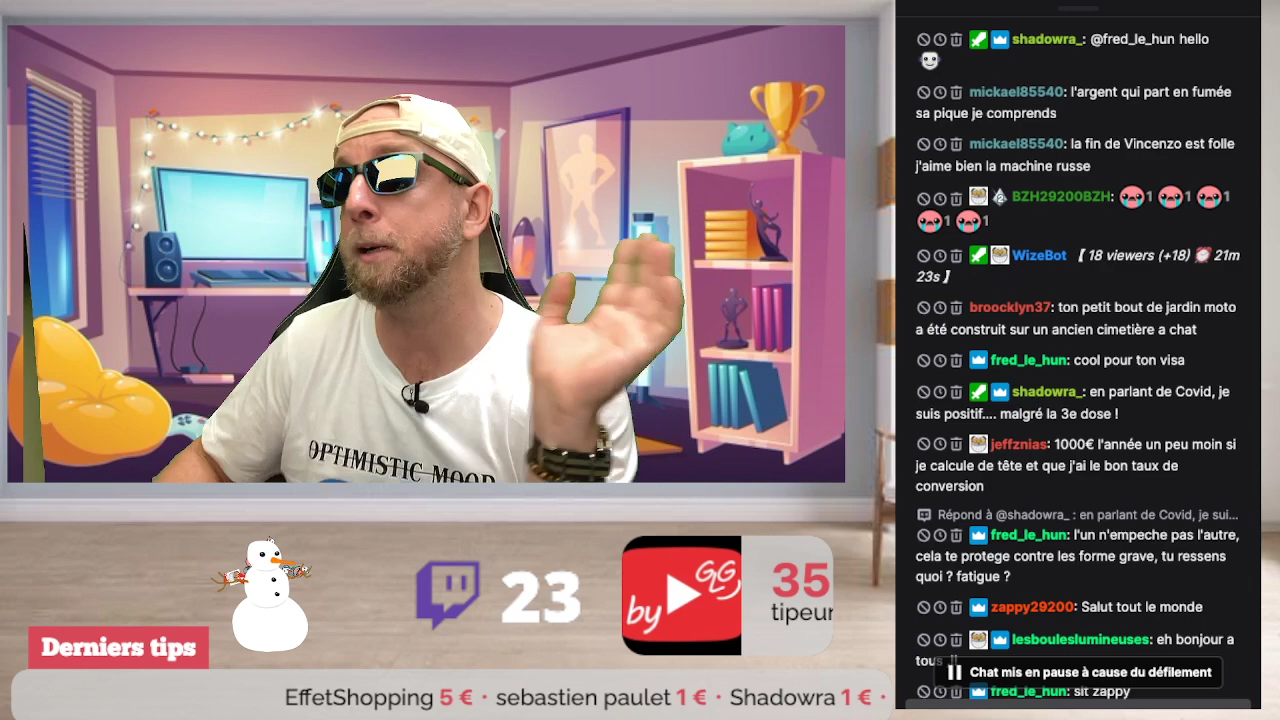 OPTIMISTIC MOOD
23
by
GG
35
tipeur
Derniers tips
EffetShopping 5 € · sebastien paulet 1 € · Shadowra 1 € ·
shadowra_: @fred_le_hun hello
mickael85540: l'argent qui part en fumée
sa pique je comprends
mickael85540: la fin de Vincenzo est folle
j'aime bien la machine russe
2 BZH29200BZH: 1 1 1
1 1
WizeBot 【 18 viewers (+18) ⏰ 21m
23s 】
broocklyn37: ton petit bout de jardin moto
a été construit sur un ancien cimetière a chat
fred_le_hun: cool pour ton visa
shadowra_: en parlant de Covid, je
suis positif.... malgré la 3e dose !
jeffznias: 1000€ l'année un peu moin si
je calcule de tête et que j'ai le bon taux de
conversion
Répond à @shadowra_ : en parlant de Covid, je sui...
fred_le_hun: l'un n'empeche pas l'autre,
cela te protege contre les forme grave, tu ressens
quoi ? fatigue ?
zappy29200: Salut tout le monde
lesbouleslumineuses: eh bonjour a
tous
Chat mis en pause à cause du défilement
fred_le_hun: slt zappy